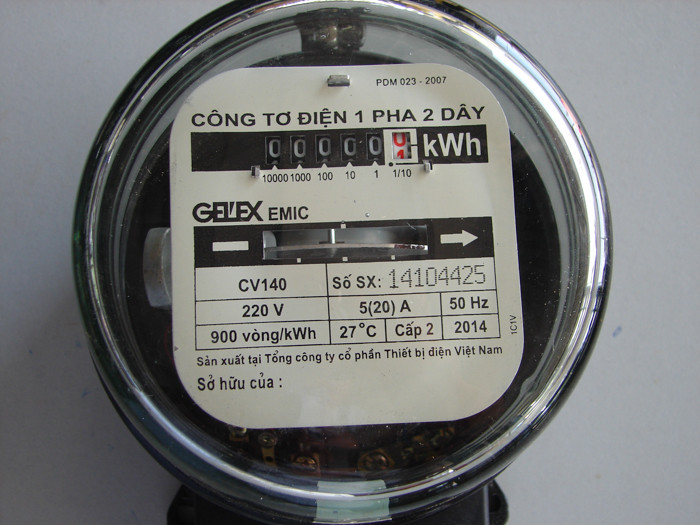 PDM 023 - 2007
CÔNG TƠ ĐIỆN 1 PHA 2 DÂY
0 0 0 0 0 kWh
10000 1000 100 10 1 1/10
GELEX EMIC
CV140 Số SX: 14104425
220 V 5(20) A 50 Hz
900 vòng/kWh 27°C Cấp 2 2014
1C1V
Sản xuất tại Tổng công ty cổ phần Thiết bị điện Việt Nam
Sở hữu của :